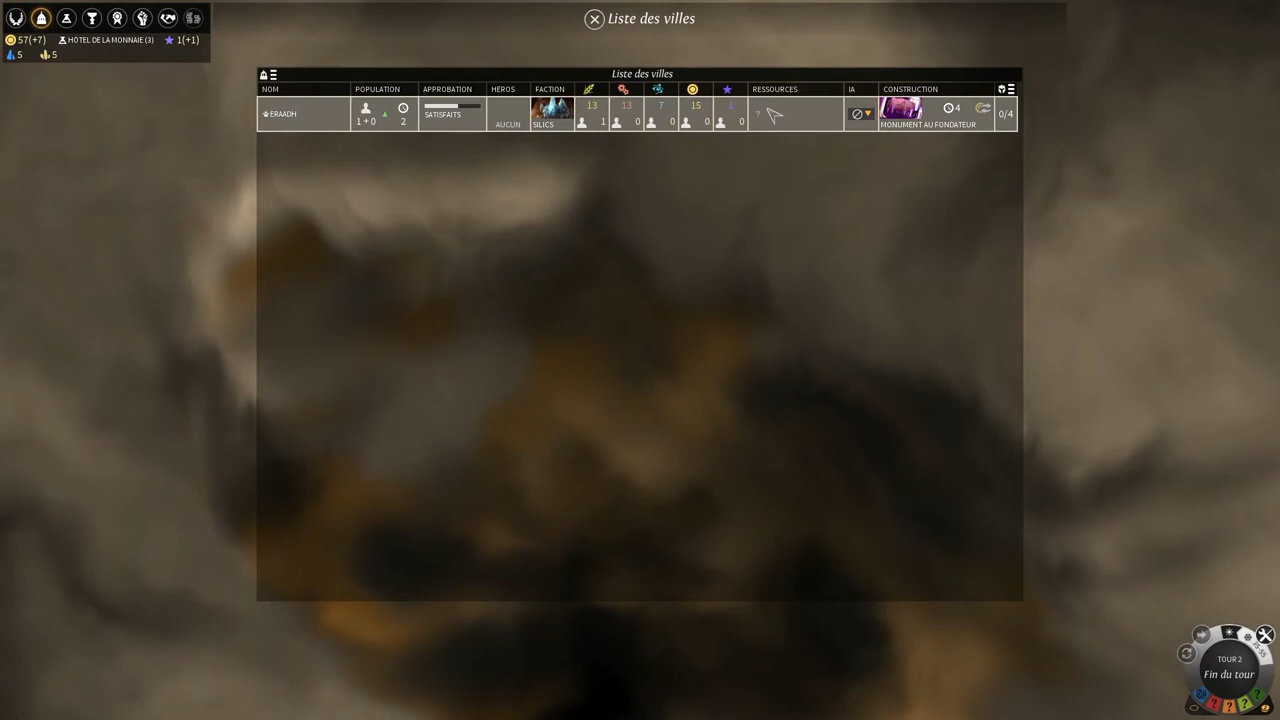 Liste des villes
57(+7) HÔTEL DE LA MONNAIE (3) 1(+1)
5 5
Liste des villes
NOM POPULATION APPROBATION HÉROS FACTION RESSOURCES IA CONSTRUCTION
ERAADH 1 + 0 2 SATISFAITS AUCUN SILICS 13 1 13 0 7 0 15 0 1 0 ? 4 MONUMENT AU FONDATEUR 0/4
TOUR 2
Fin du tour